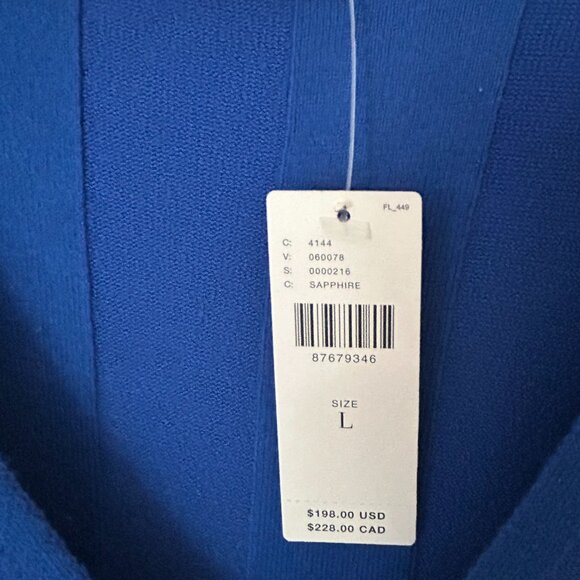 FL_449
C: 4144
V: 060078
S: 0000216
C: SAPPHIRE
87679346
SIZE
L
$198.00 USD
$228.00 CAD